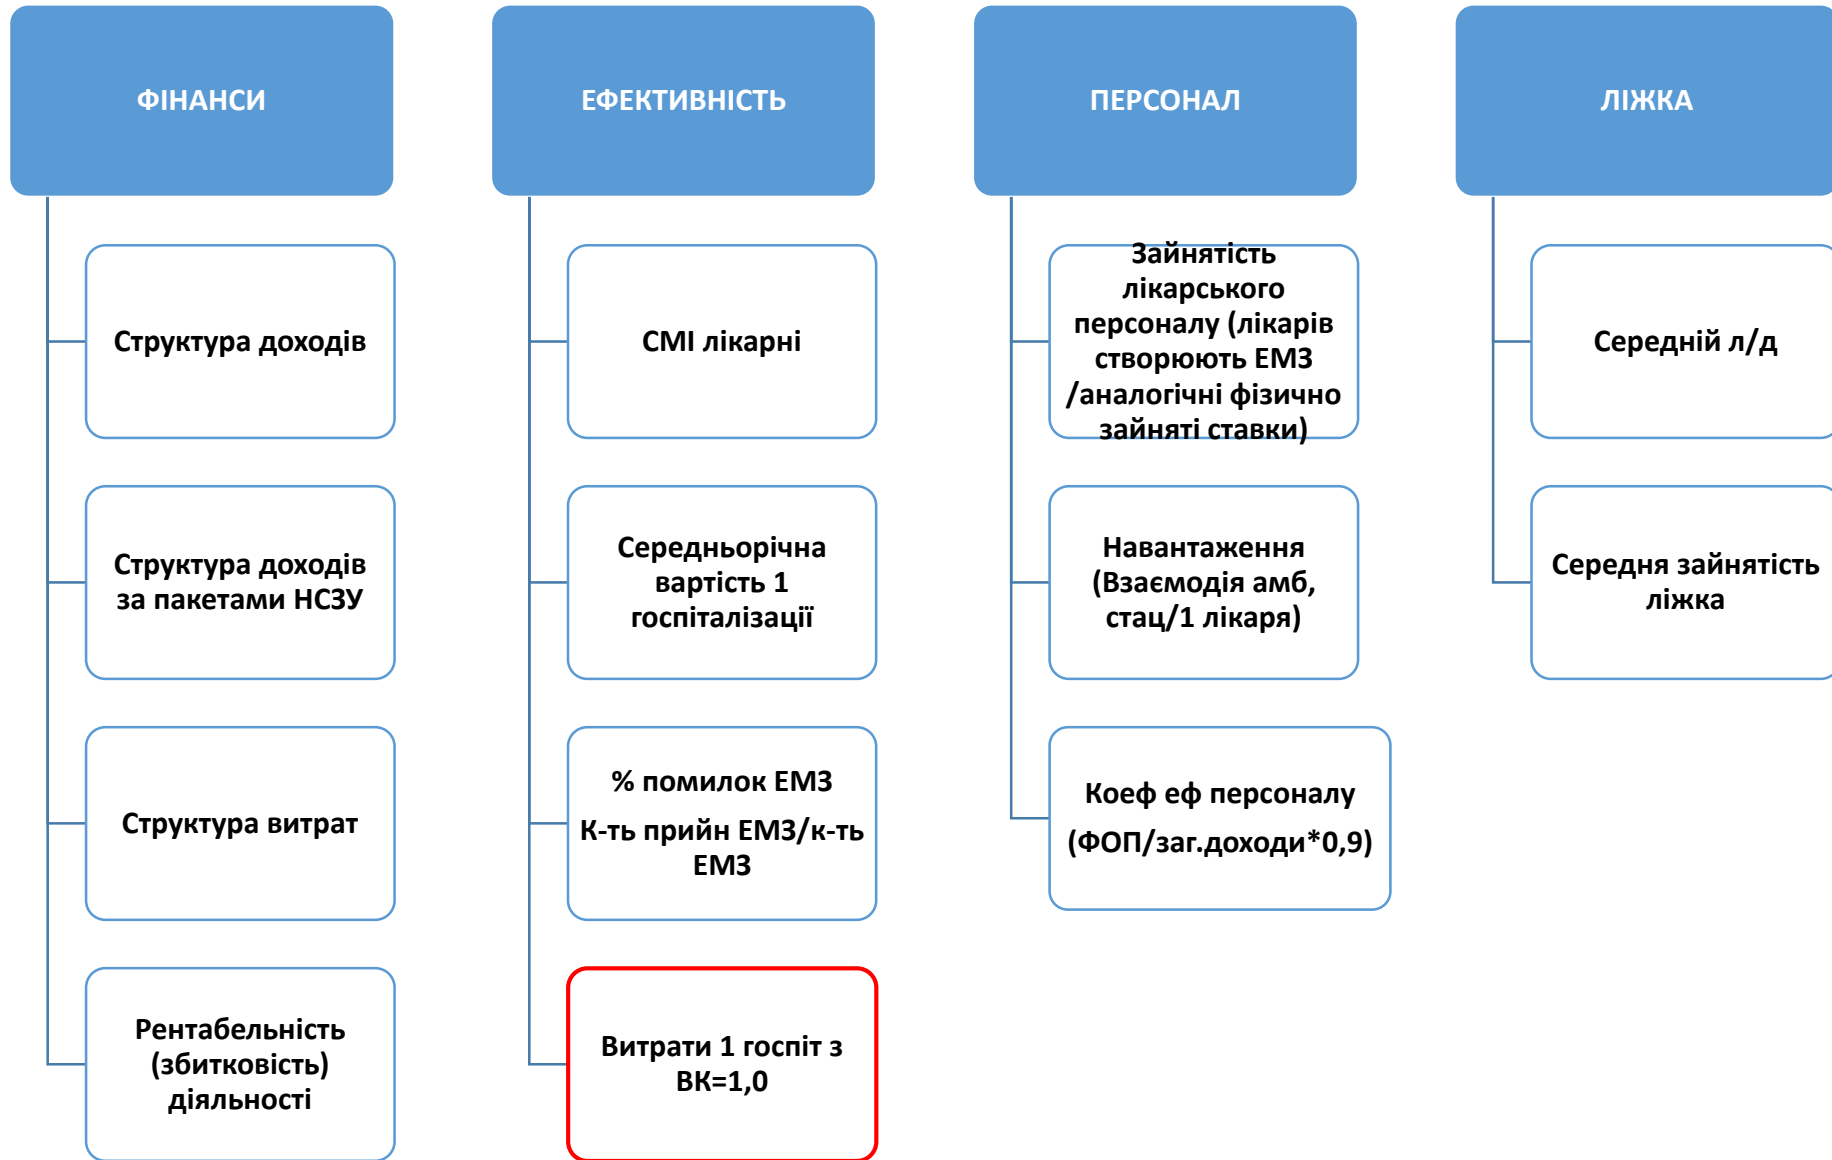 ФІНАНСИ
Структура доходів
Структура доходів
за пакетами НСЗУ
Структура витрат
Рентабельність
(збитковість)
діяльності
ЕФЕКТИВНІСТЬ
СМІ лікарні
Середньорічна
вартість 1
госпіталізації
% помилок ЕМЗ
К-ть прийн ЕМЗ/к-ть
ЕМЗ
Витрати 1 госпіт з
ВК=1,0
ПЕРСОНАЛ
Зайнятість
лікарського
персоналу (лікарів
створюють ЕМЗ
/аналогічні фізично
зайняті ставки)
Навантаження
(Взаємодія амб,
стац/1 лікаря)
Коеф еф персоналу
(ФОП/заг.доходи*0,9)
ЛІЖКА
Середній л/д
Середня зайнятість
ліжка